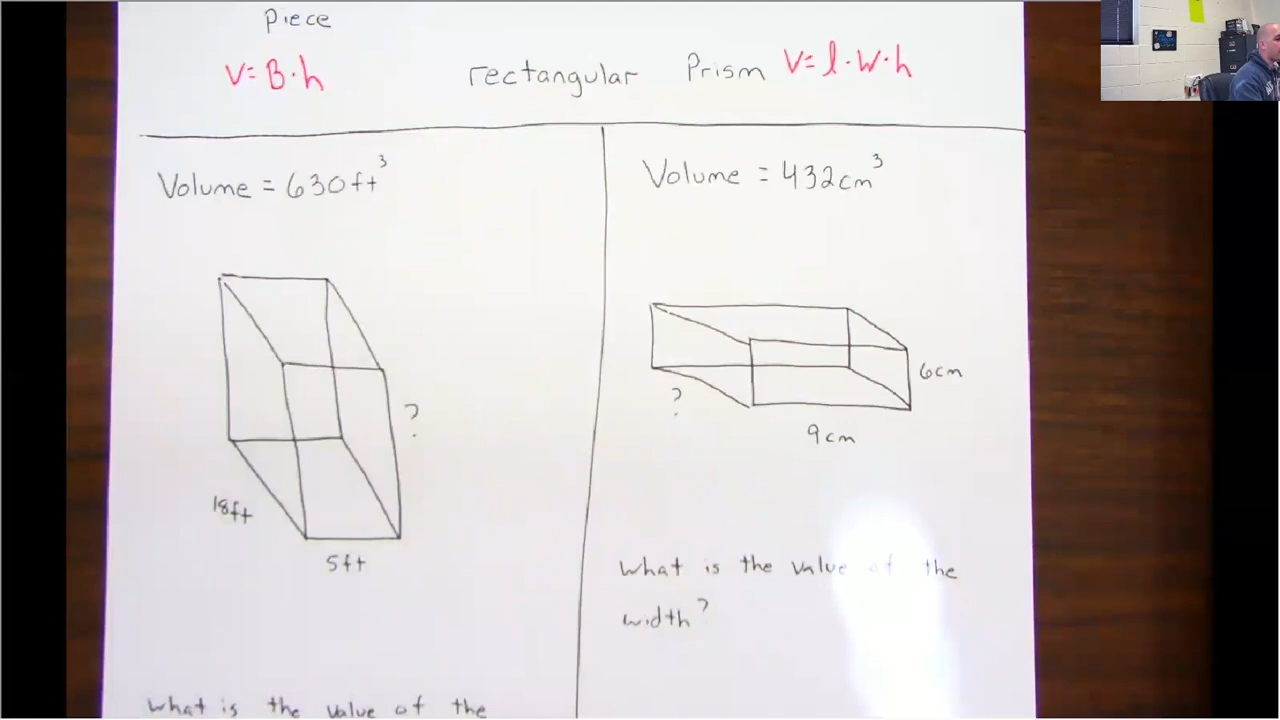 Piece
V=B·h
rectangular Prism V=l·w·h
Volume = 630ft³
?
18ft
5ft
What is the value of the
Volume = 432cm³
6cm
?
9cm
What is the value of the
width?